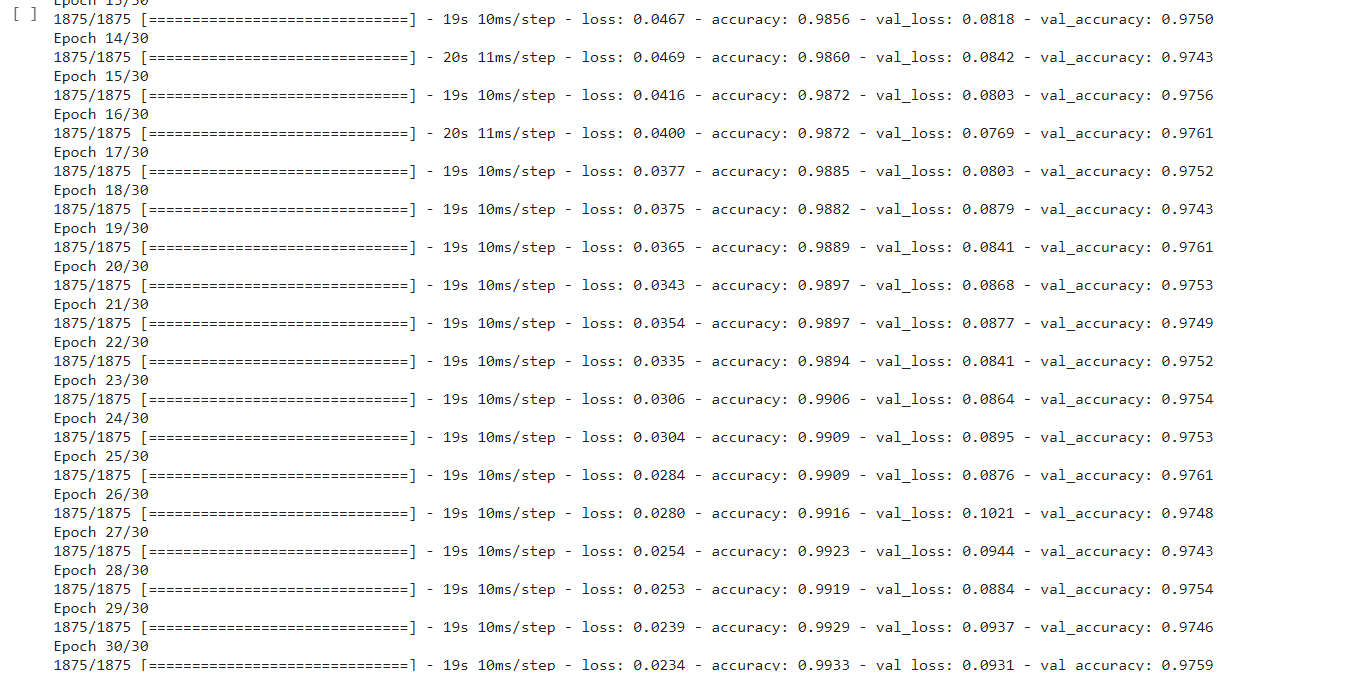 [ ]
Epoch 13/30
1875/1875 [==============================] - 19s 10ms/step - loss: 0.0467 - accuracy: 0.9856 - val_loss: 0.0818 - val_accuracy: 0.9750
Epoch 14/30
1875/1875 [==============================] - 20s 11ms/step - loss: 0.0469 - accuracy: 0.9860 - val_loss: 0.0842 - val_accuracy: 0.9743
Epoch 15/30
1875/1875 [==============================] - 19s 10ms/step - loss: 0.0416 - accuracy: 0.9872 - val_loss: 0.0803 - val_accuracy: 0.9756
Epoch 16/30
1875/1875 [==============================] - 20s 11ms/step - loss: 0.0400 - accuracy: 0.9872 - val_loss: 0.0769 - val_accuracy: 0.9761
Epoch 17/30
1875/1875 [==============================] - 19s 10ms/step - loss: 0.0377 - accuracy: 0.9885 - val_loss: 0.0803 - val_accuracy: 0.9752
Epoch 18/30
1875/1875 [==============================] - 19s 10ms/step - loss: 0.0375 - accuracy: 0.9882 - val_loss: 0.0879 - val_accuracy: 0.9743
Epoch 19/30
1875/1875 [==============================] - 19s 10ms/step - loss: 0.0365 - accuracy: 0.9889 - val_loss: 0.0841 - val_accuracy: 0.9761
Epoch 20/30
1875/1875 [==============================] - 19s 10ms/step - loss: 0.0343 - accuracy: 0.9897 - val_loss: 0.0868 - val_accuracy: 0.9753
Epoch 21/30
1875/1875 [==============================] - 19s 10ms/step - loss: 0.0354 - accuracy: 0.9897 - val_loss: 0.0877 - val_accuracy: 0.9749
Epoch 22/30
1875/1875 [==============================] - 19s 10ms/step - loss: 0.0335 - accuracy: 0.9894 - val_loss: 0.0841 - val_accuracy: 0.9752
Epoch 23/30
1875/1875 [==============================] - 19s 10ms/step - loss: 0.0306 - accuracy: 0.9906 - val_loss: 0.0864 - val_accuracy: 0.9754
Epoch 24/30
1875/1875 [==============================] - 19s 10ms/step - loss: 0.0304 - accuracy: 0.9909 - val_loss: 0.0895 - val_accuracy: 0.9753
Epoch 25/30
1875/1875 [==============================] - 19s 10ms/step - loss: 0.0284 - accuracy: 0.9909 - val_loss: 0.0876 - val_accuracy: 0.9761
Epoch 26/30
1875/1875 [==============================] - 19s 10ms/step - loss: 0.0280 - accuracy: 0.9916 - val_loss: 0.1021 - val_accuracy: 0.9748
Epoch 27/30
1875/1875 [==============================] - 19s 10ms/step - loss: 0.0254 - accuracy: 0.9923 - val_loss: 0.0944 - val_accuracy: 0.9743
Epoch 28/30
1875/1875 [==============================] - 19s 10ms/step - loss: 0.0253 - accuracy: 0.9919 - val_loss: 0.0884 - val_accuracy: 0.9754
Epoch 29/30
1875/1875 [==============================] - 19s 10ms/step - loss: 0.0239 - accuracy: 0.9929 - val_loss: 0.0937 - val_accuracy: 0.9746
Epoch 30/30
1875/1875 [==============================] - 19s 10ms/step - loss: 0.0234 - accuracy: 0.9933 - val_loss: 0.0931 - val_accuracy: 0.9759